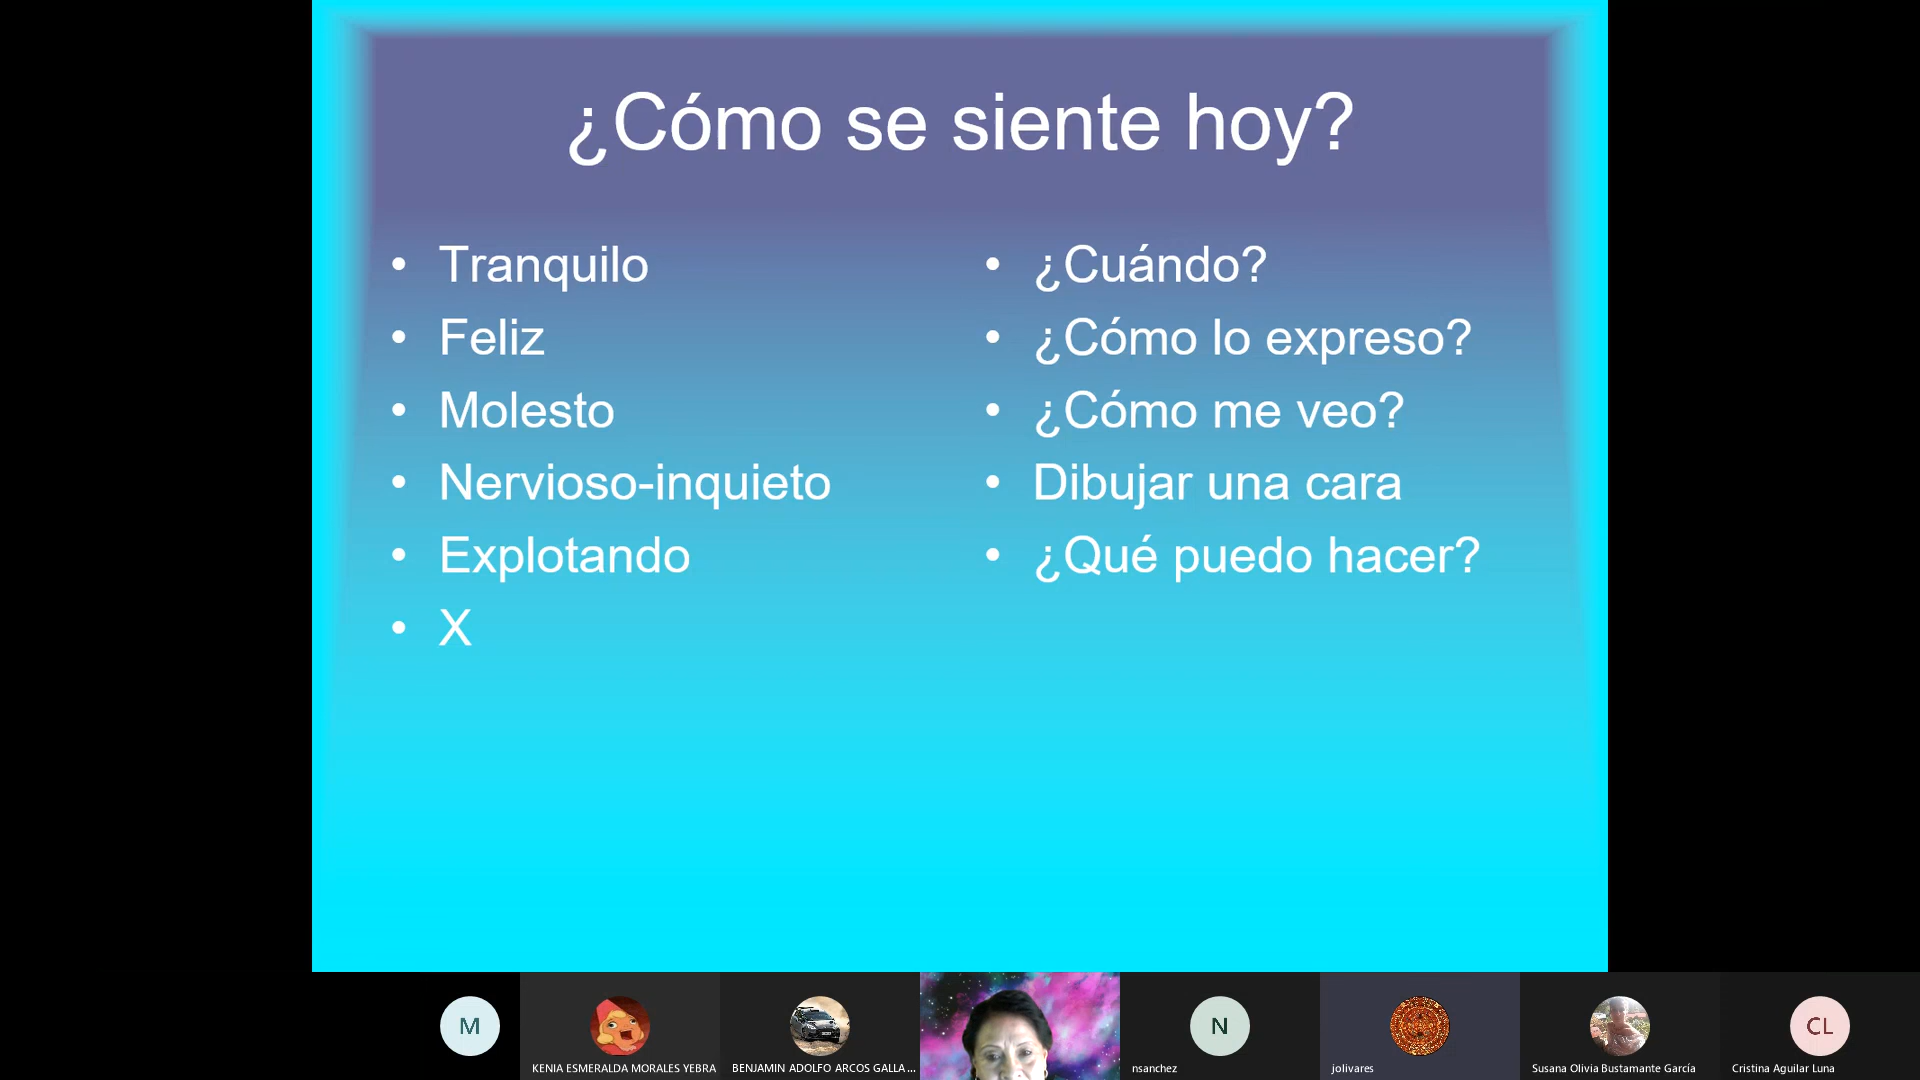 ¿Cómo se siente hoy?
• Tranquilo
• Feliz
• Molesto
• Nervioso-inquieto
• Explotando
• X
• ¿Cuándo?
• ¿Cómo lo expreso?
• ¿Cómo me veo?
• Dibujar una cara
• ¿Qué puedo hacer?
M
KENIA ESMERALDA MORALES YEBRA
BENJAMIN ADOLFO ARCOS GALLA...
N
nsanchez
jolivares
Susana Olivia Bustamante García
CL
Cristina Aguilar Luna